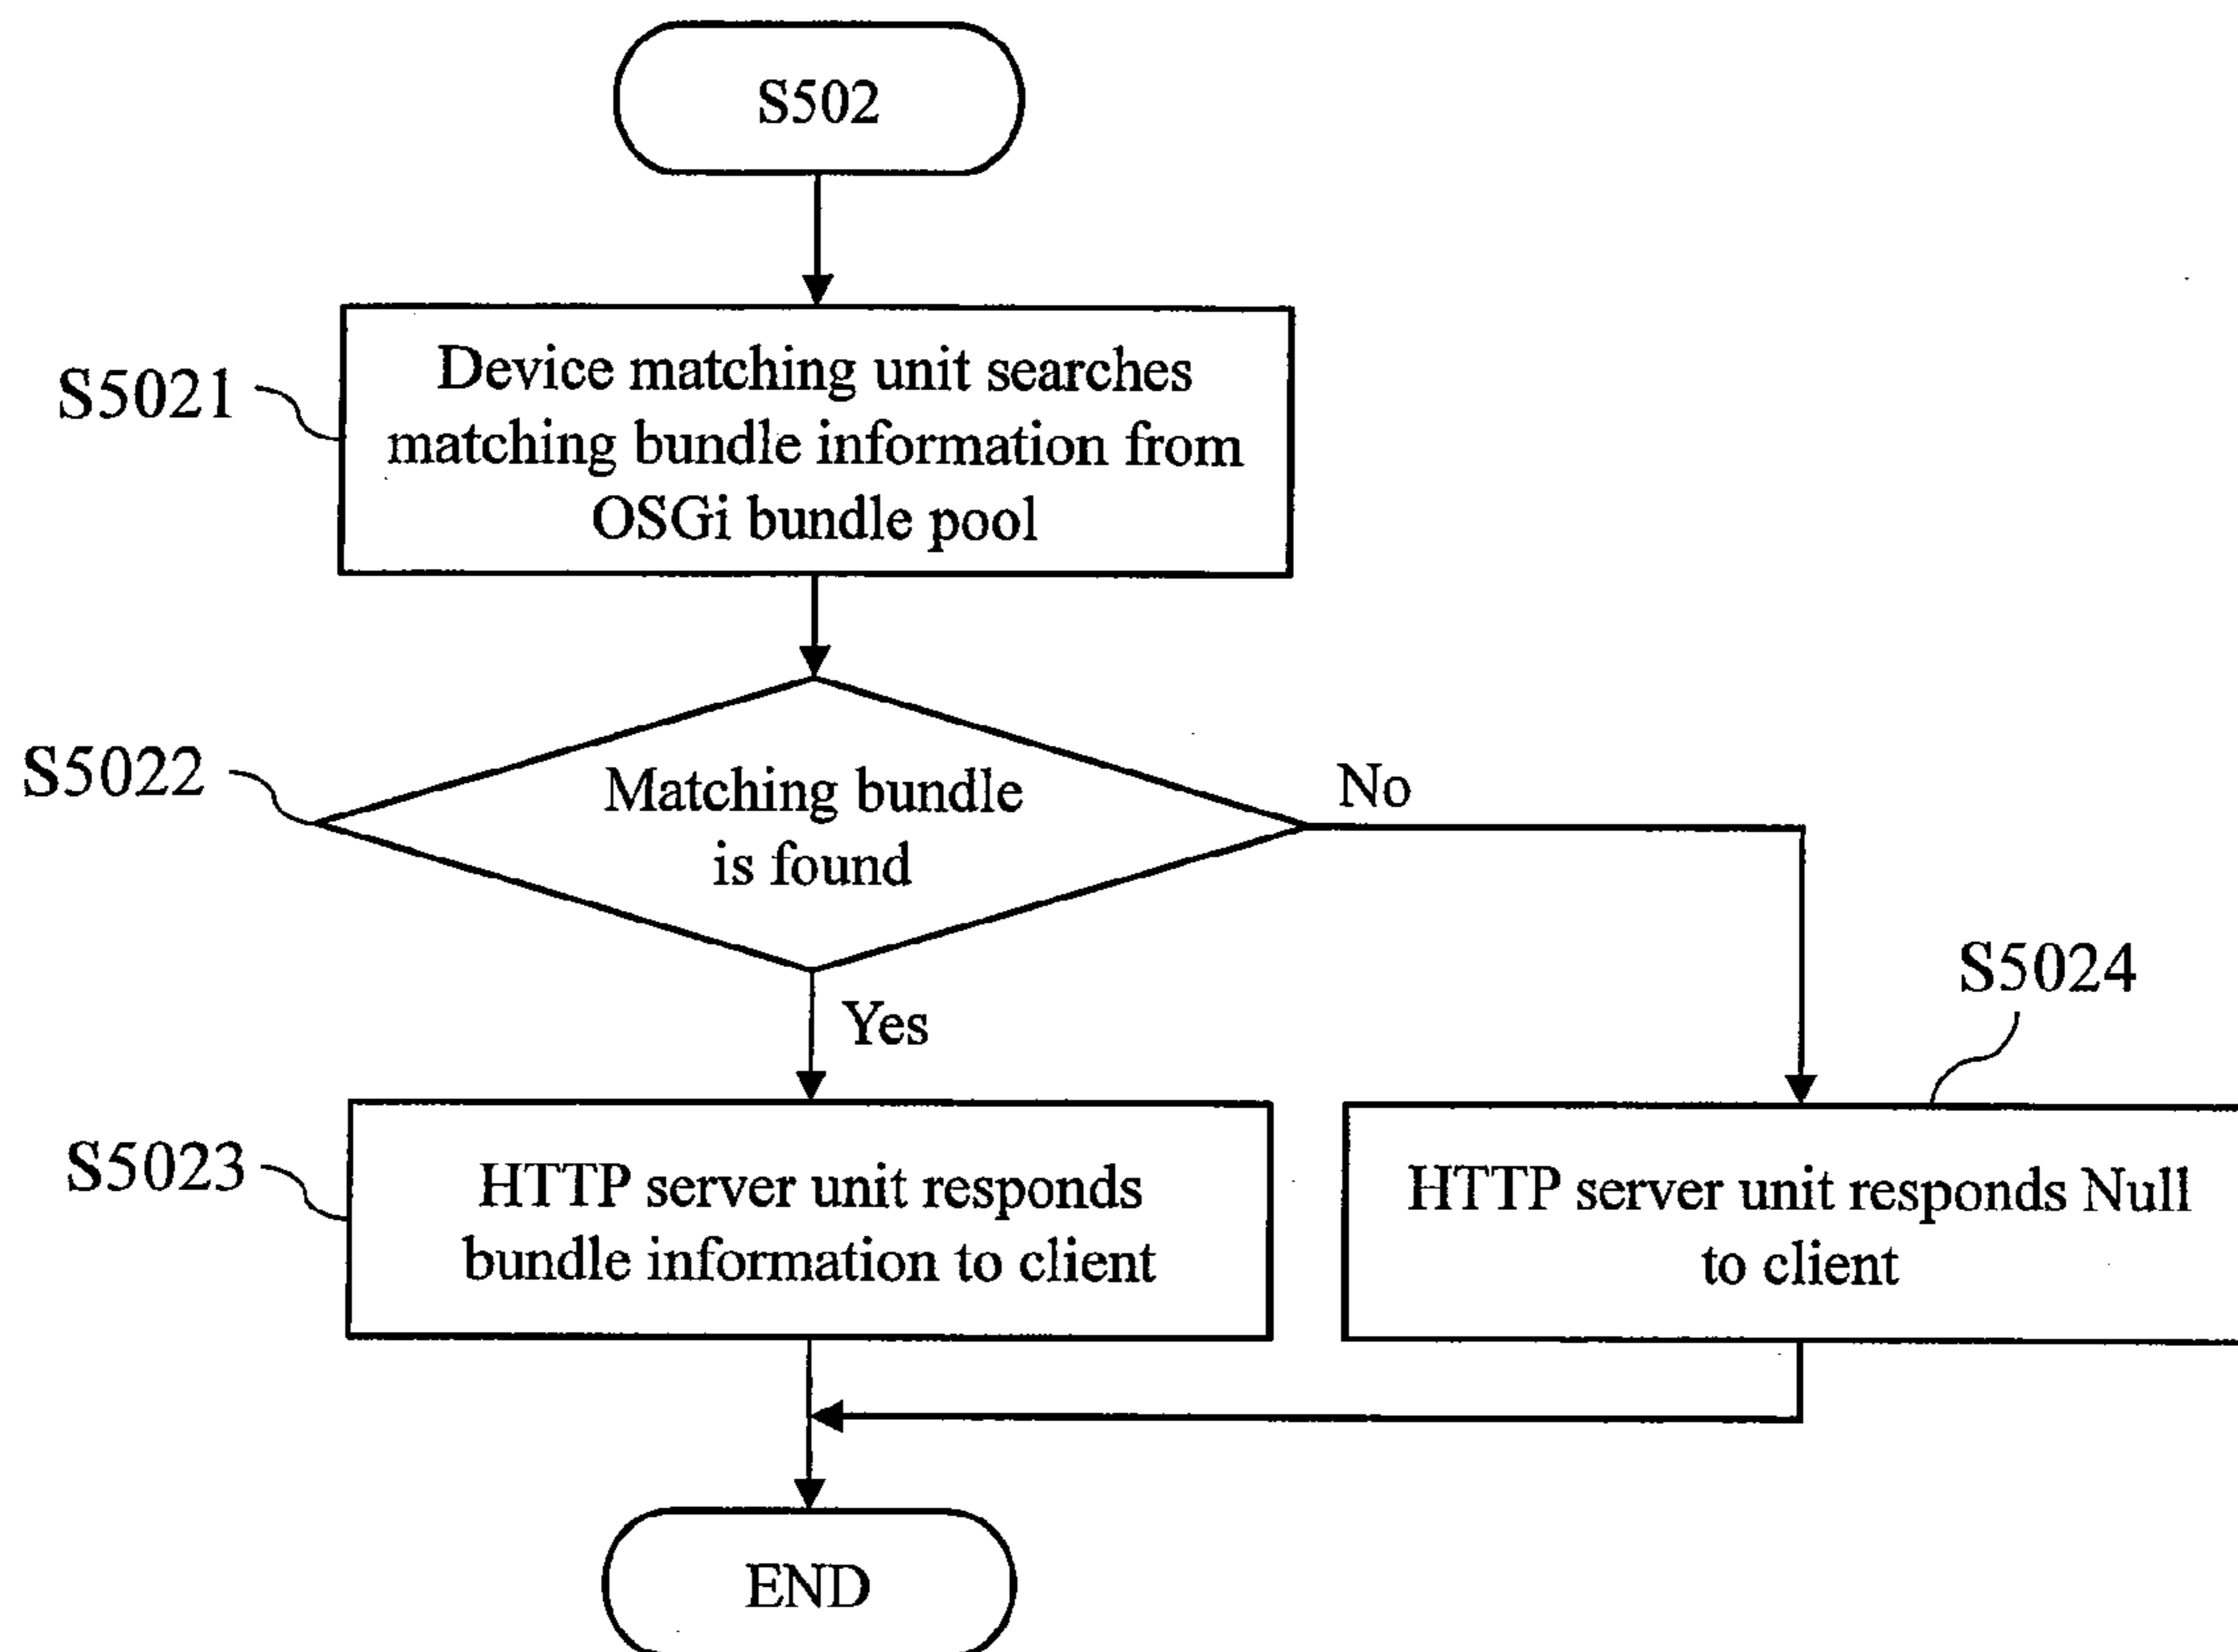 S502
S5021
Device matching unit searches
matching bundle information from
OSGi bundle pool
S5022
Matching bundle
is found
No
Yes
S5023
HTTP server unit responds
bundle information to client
S5024
HTTP server unit responds Null
to client
END